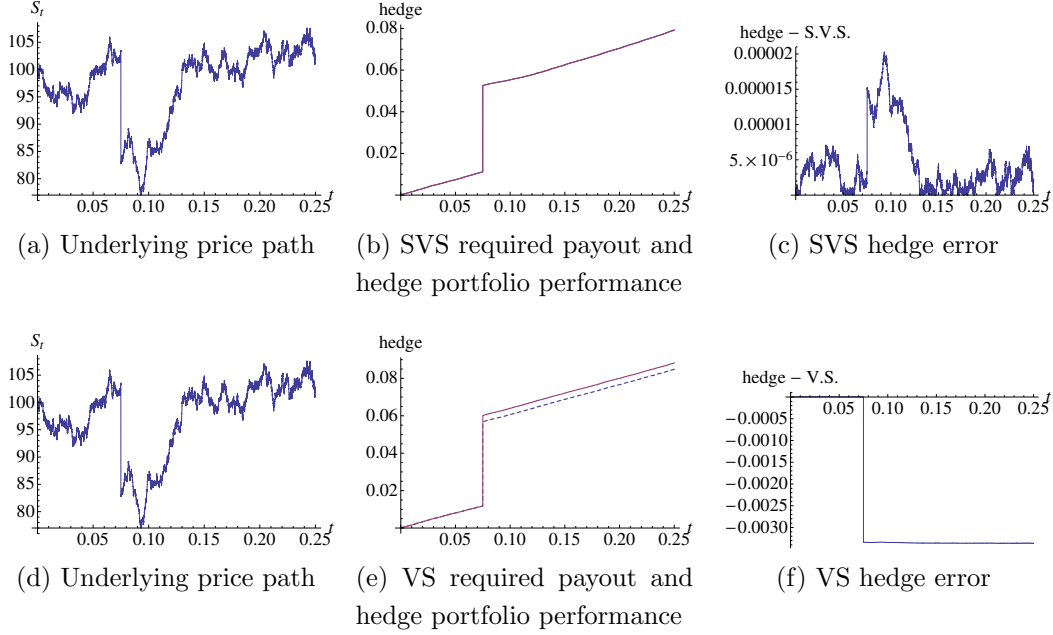 S_t
105
100
95
90
85
80
0.05 0.10 0.15 0.20 0.25 t
hedge
0.08
0.06
0.04
0.02
0.05 0.10 0.15 0.20 0.25 t
hedge – S.V.S.
0.00002
0.000015
0.00001
5. × 10^-6
0.05 0.10 0.15 0.20 0.25 t
(a) Underlying price path
(b) SVS required payout and
hedge portfolio performance
(c) SVS hedge error
S_t
105
100
95
90
85
80
0.05 0.10 0.15 0.20 0.25 t
hedge
0.08
0.06
0.04
0.02
0.05 0.10 0.15 0.20 0.25 t
hedge – V.S.
0.05 0.10 0.15 0.20 0.25 t
−0.0005
−0.0010
−0.0015
−0.0020
−0.0025
−0.0030
(d) Underlying price path
(e) VS required payout and
hedge portfolio performance
(f) VS hedge error